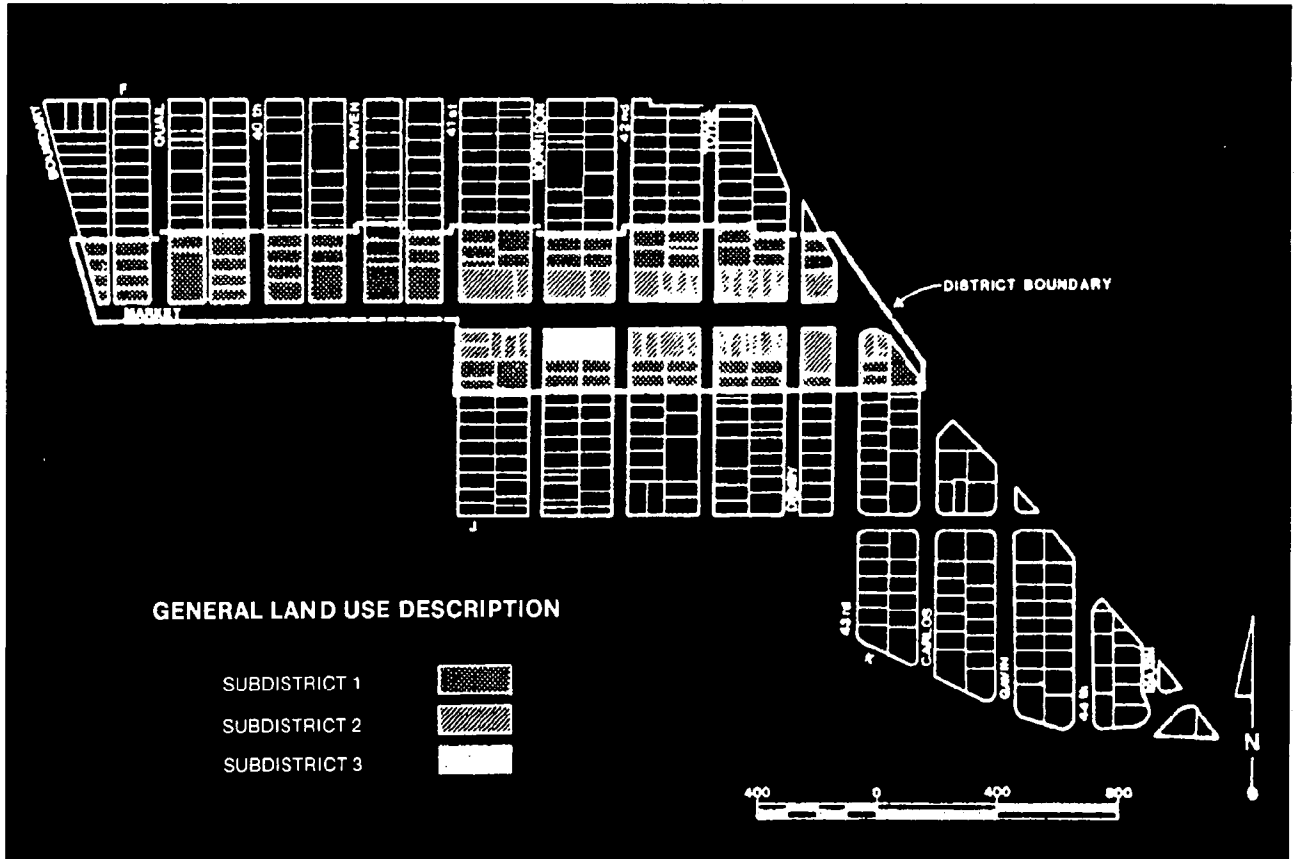 F
BOUNDARY
QUAIL
40 th
RAVEN
41 st
MORRISON
42 nd
DISTRICT BOUNDARY
MARKET
DENBY
J
GENERAL LAND USE DESCRIPTION
43 rd
K
CARLOS
GAVIN
44 th
SUBDISTRICT 1
SUBDISTRICT 2
SUBDISTRICT 3
N
400
0
400
800